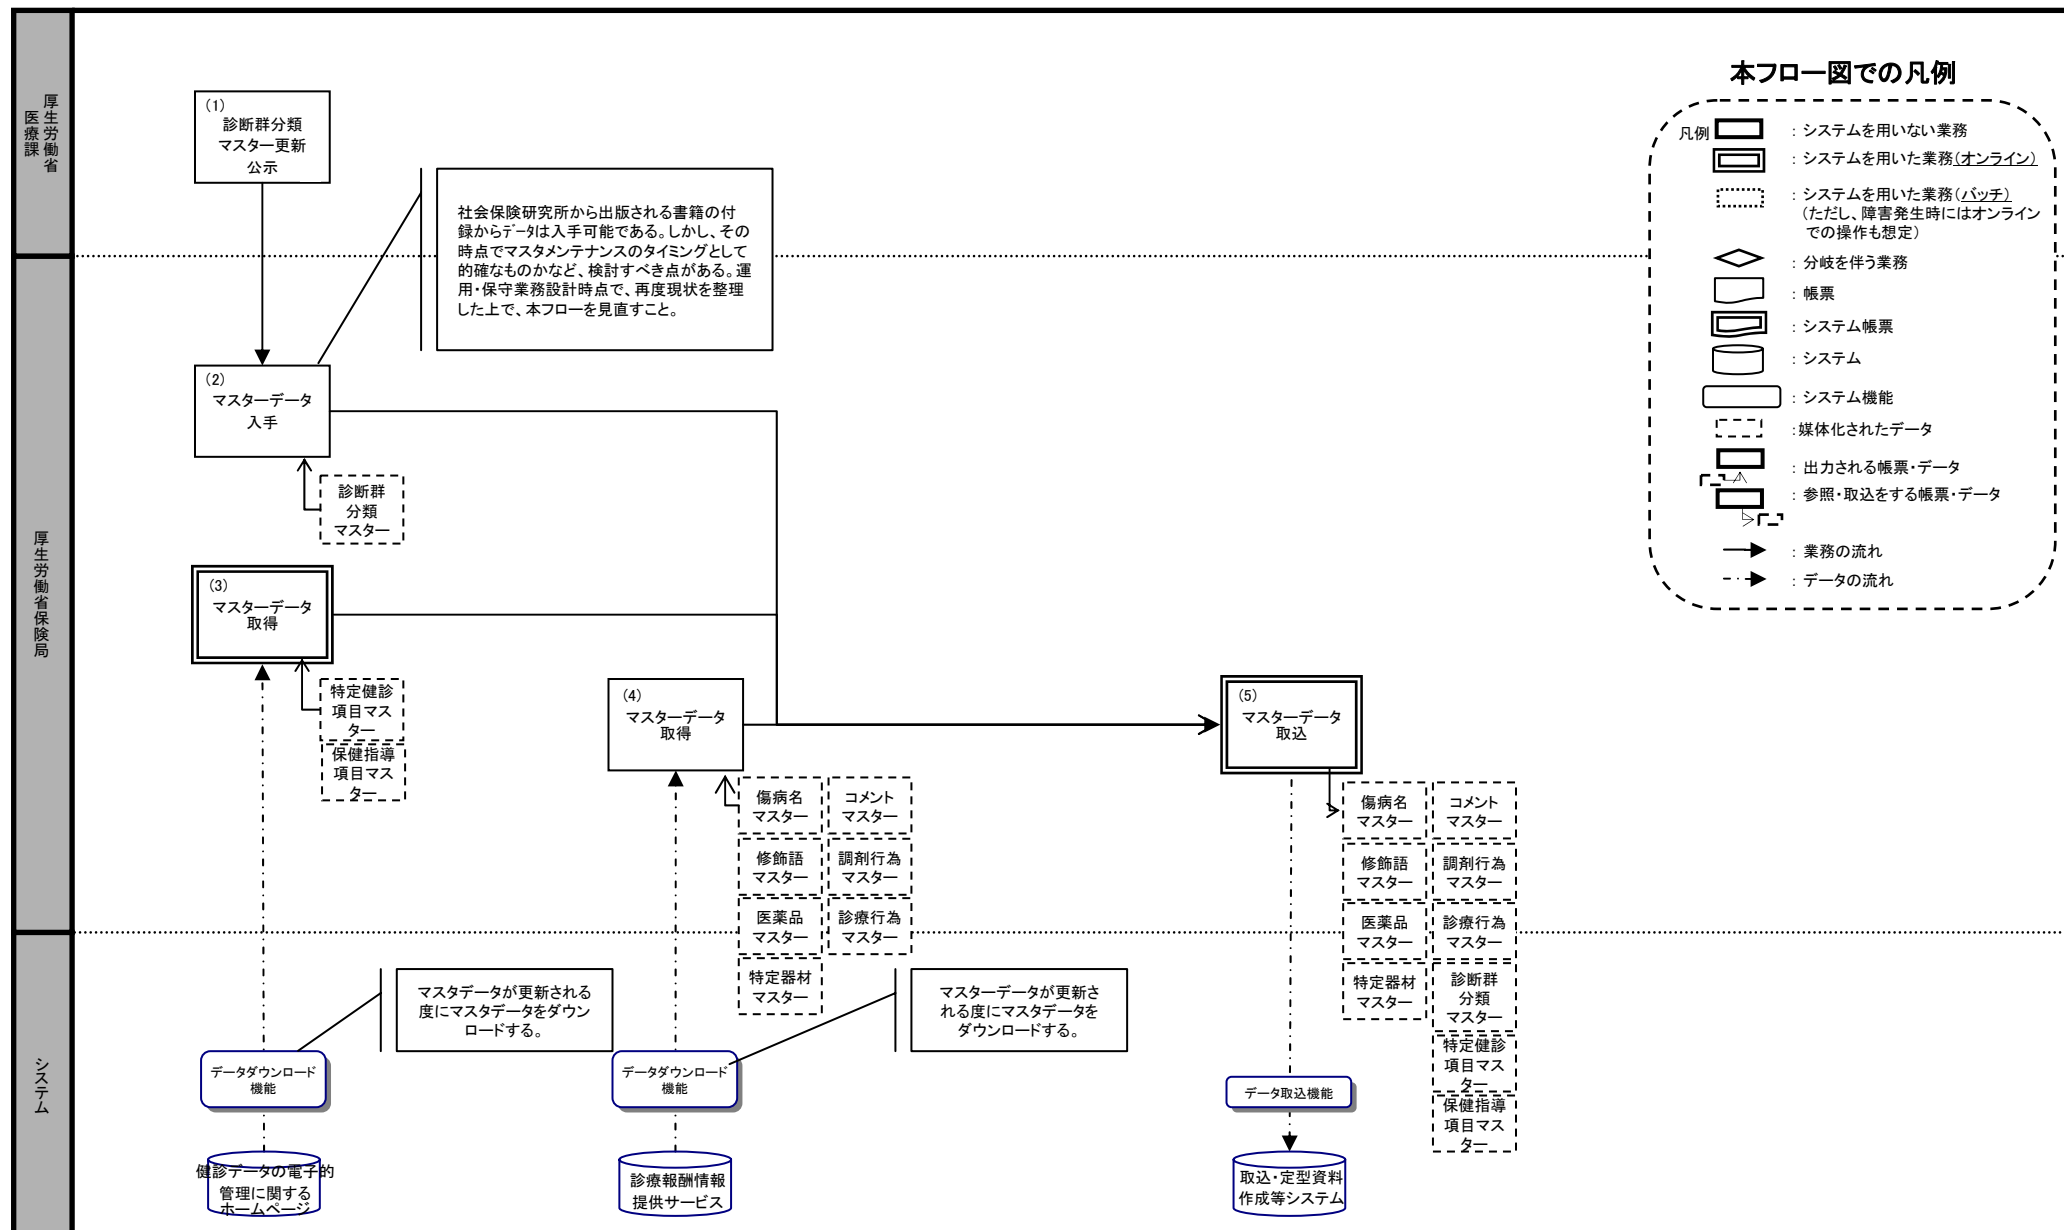 厚生労働省
医療課
(1)
診断群分類
マスター更新
公示
社会保険研究所から出版される書籍の付
録からデータは入手可能である。しかし、その
時点でマスタメンテナンスのタイミングとして
的確なものかなど、検討すべき点がある。運
用・保守業務設計時点で、再度現状を整理
した上で、本フローを見直すこと。
本フロー図での凡例
凡例
：システムを用いない業務
：システムを用いた業務(オンライン)
：システムを用いた業務(バッチ)
(ただし、障害発生時にはオンライン
での操作も想定)
：分岐を伴う業務
：帳票
：システム帳票
：システム
：システム機能
：媒体化されたデータ
：出力される帳票・データ
：参照・取込をする帳票・データ
：業務の流れ
：データの流れ
厚生労働省保険局
(2)
マスターデータ
入手
診断群
分類
マスター
(3)
マスターデータ
取得
特定健診
項目マス
ター
保健指導
項目マス
ター
(4)
マスターデータ
取得
傷病名
マスター
コメント
マスター
修飾語
マスター
調剤行為
マスター
医薬品
マスター
診療行為
マスター
特定器材
マスター
(5)
マスターデータ
取込
傷病名
マスター
コメント
マスター
修飾語
マスター
調剤行為
マスター
医薬品
マスター
診療行為
マスター
特定器材
マスター
診断群
分類
マスター
特定健診
項目マス
ター
保健指導
項目マス
ター
システム
マスタデータが更新される
度にマスタデータをダウン
ロードする。
マスターデータが更新さ
れる度にマスタデータを
ダウンロードする。
データダウンロード
機能
データダウンロード
機能
データ取込機能
健診データの電子的
管理に関する
ホームページ
診療報酬情報
提供サービス
取込・定型資料
作成等システム